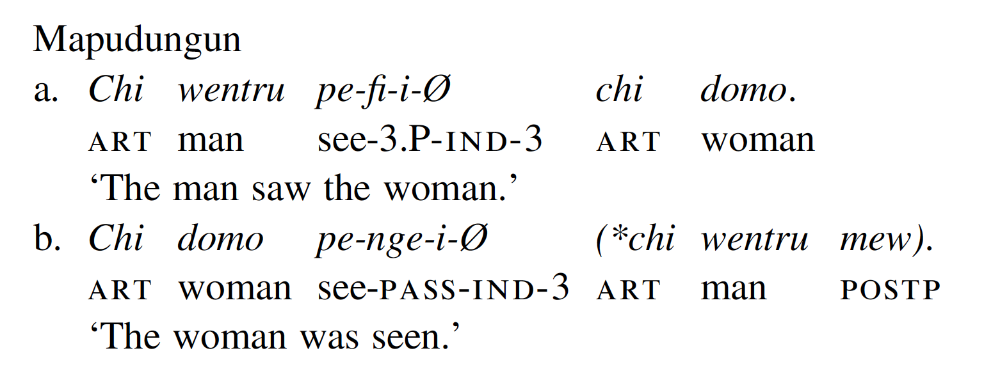 Mapudungun
a. Chi wentru pe-fi-i-Ø chi domo.
ART man see-3.P-IND-3 ART woman
‘The man saw the woman.’
b. Chi domo pe-nge-i-Ø (*chi wentru mew).
ART woman see-PASS-IND-3 ART man POSTP
‘The woman was seen.’